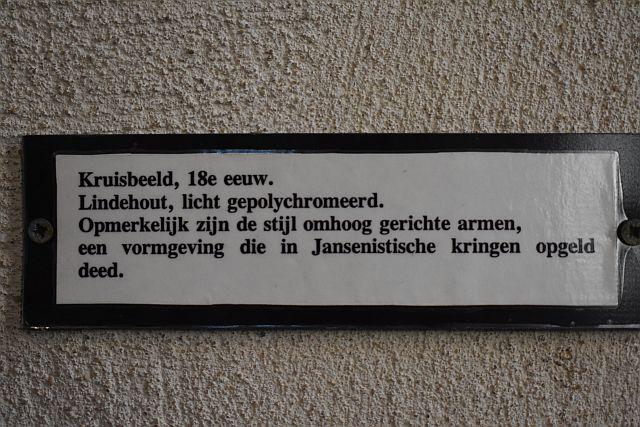 Kruisbeeld, 18e eeuw.
Lindehout, licht gepolychromeerd.
Opmerkelijk zijn de stijl omhoog gerichte armen,
een vormgeving die in Jansenistische kringen opgeld
deed.